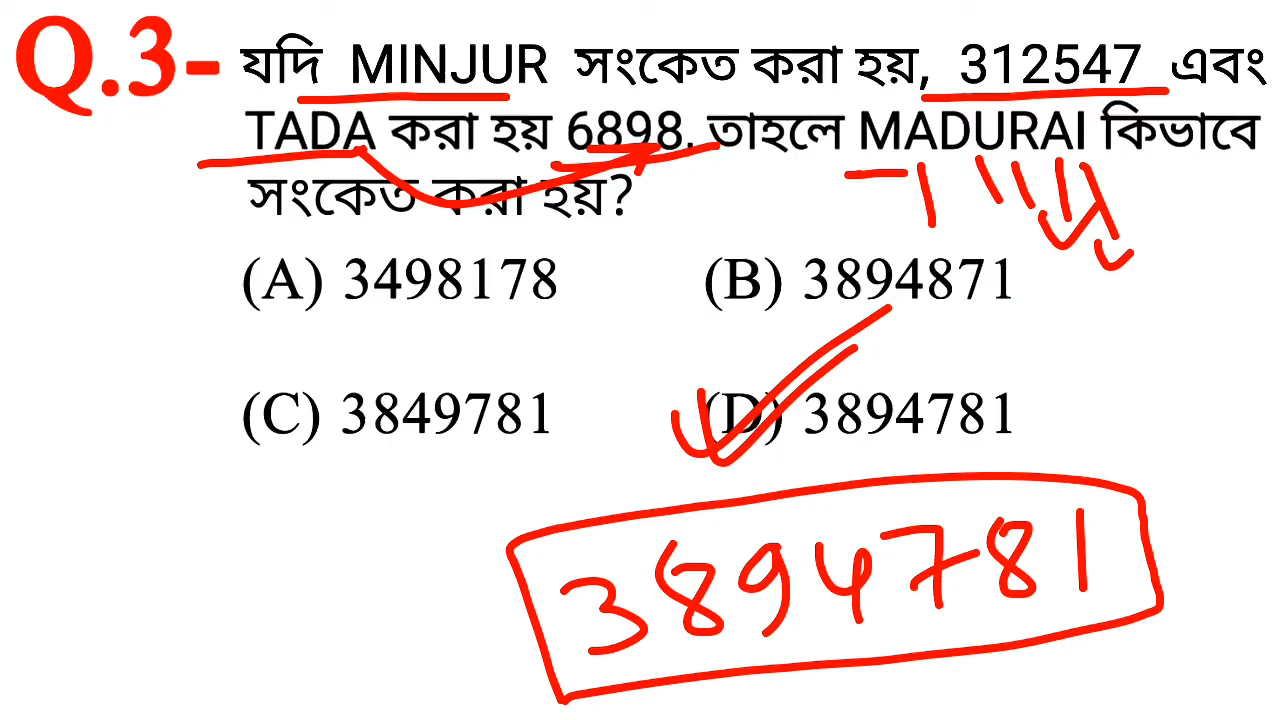 Q.3- যদি MINJUR সংকেত করা হয়, 312547 এবং
TADA করা হয় 6898, তাহলে MADURAI কিভাবে
সংকেত করা হয়?
(A) 3498178 (B) 3894871
(C) 3849781 (D) 3894781
3894781